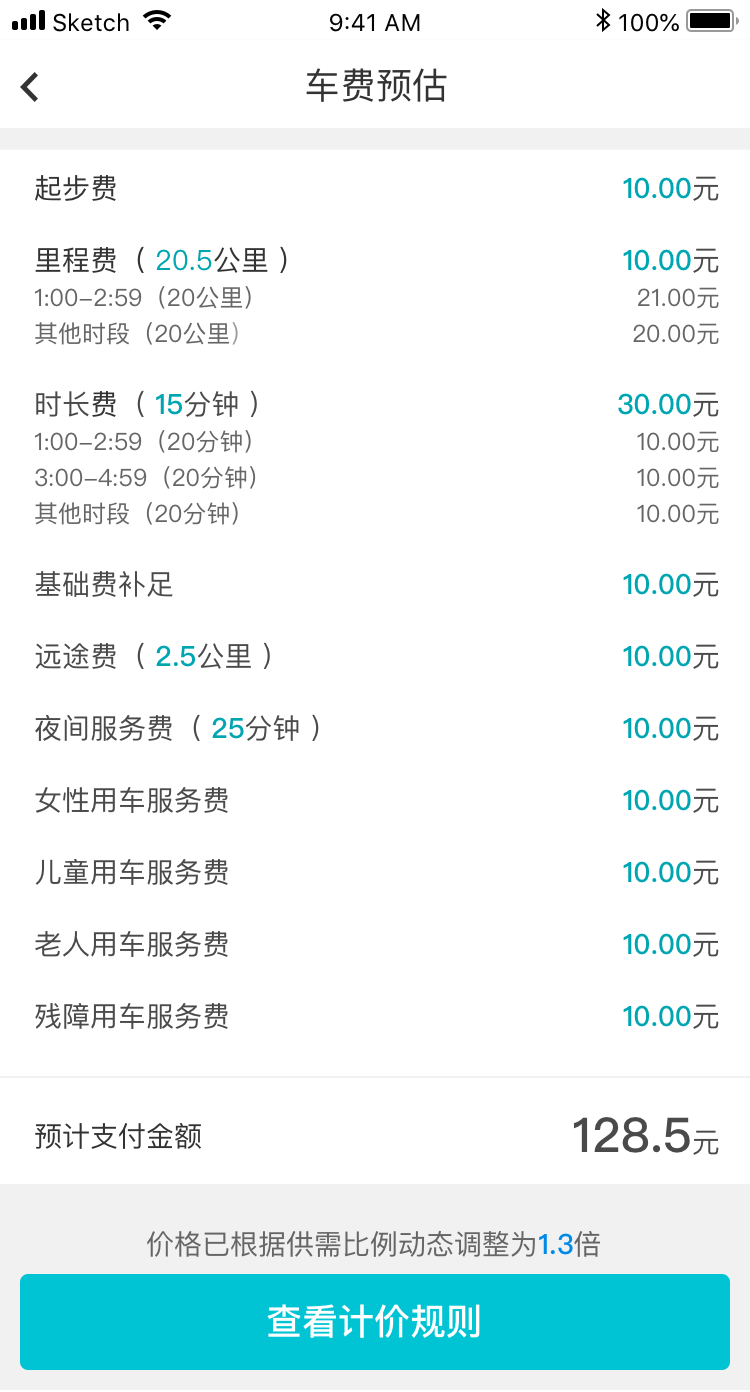 Sketch 9:41 AM 100%
车费预估
起步费 10.00元
里程费（20.5公里） 10.00元
1:00–2:59（20公里） 21.00元
其他时段（20公里） 20.00元
时长费（15分钟） 30.00元
1:00–2:59（20分钟） 10.00元
3:00–4:59（20分钟） 10.00元
其他时段（20分钟） 10.00元
基础费补足 10.00元
远途费（2.5公里） 10.00元
夜间服务费（25分钟） 10.00元
女性用车服务费 10.00元
儿童用车服务费 10.00元
老人用车服务费 10.00元
残障用车服务费 10.00元
预计支付金额 128.5元
价格已根据供需比例动态调整为1.3倍
查看计价规则